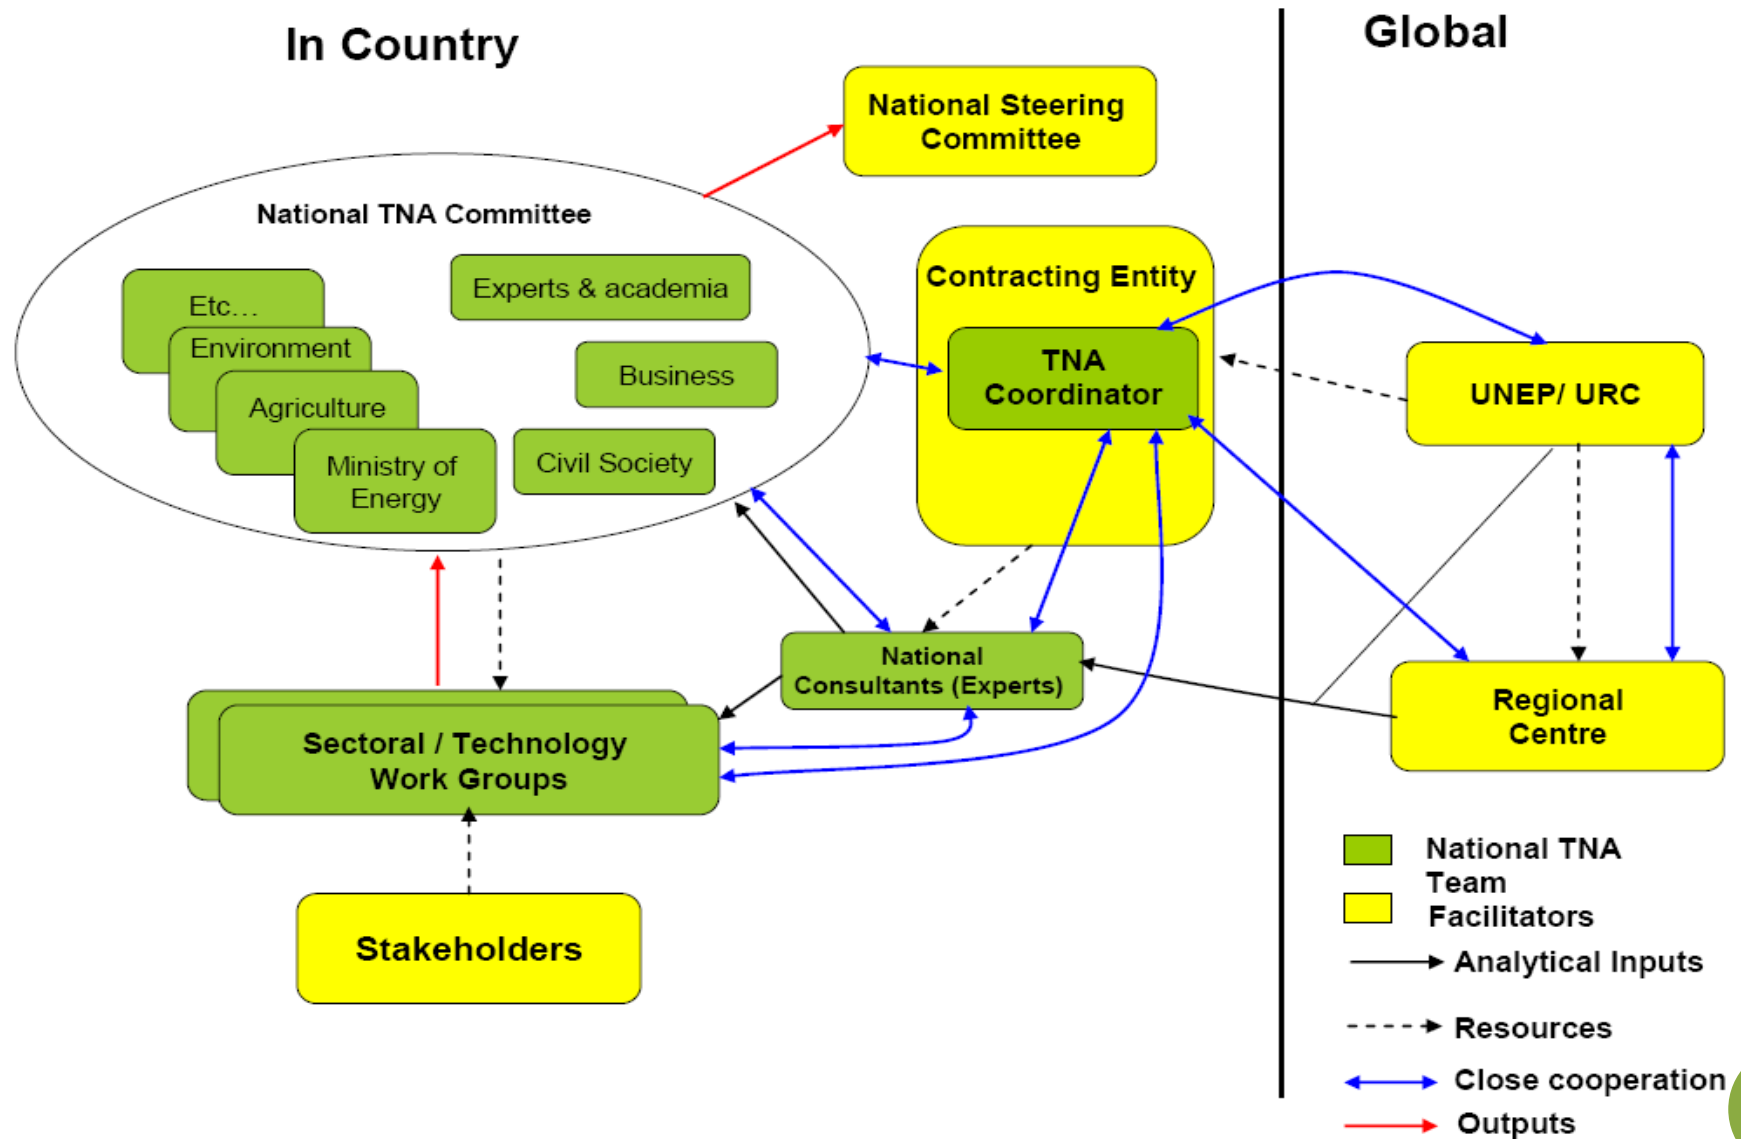 In Country
Global
National Steering
Committee
National TNA Committee
Etc…
Environment
Agriculture
Ministry of
Energy
Experts & academia
Business
Civil Society
Contracting Entity
TNA
Coordinator
UNEP/ URC
National
Consultants (Experts)
Regional
Centre
Sectoral / Technology
Work Groups
Stakeholders
National TNA
Team
Facilitators
Analytical Inputs
Resources
Close cooperation
Outputs